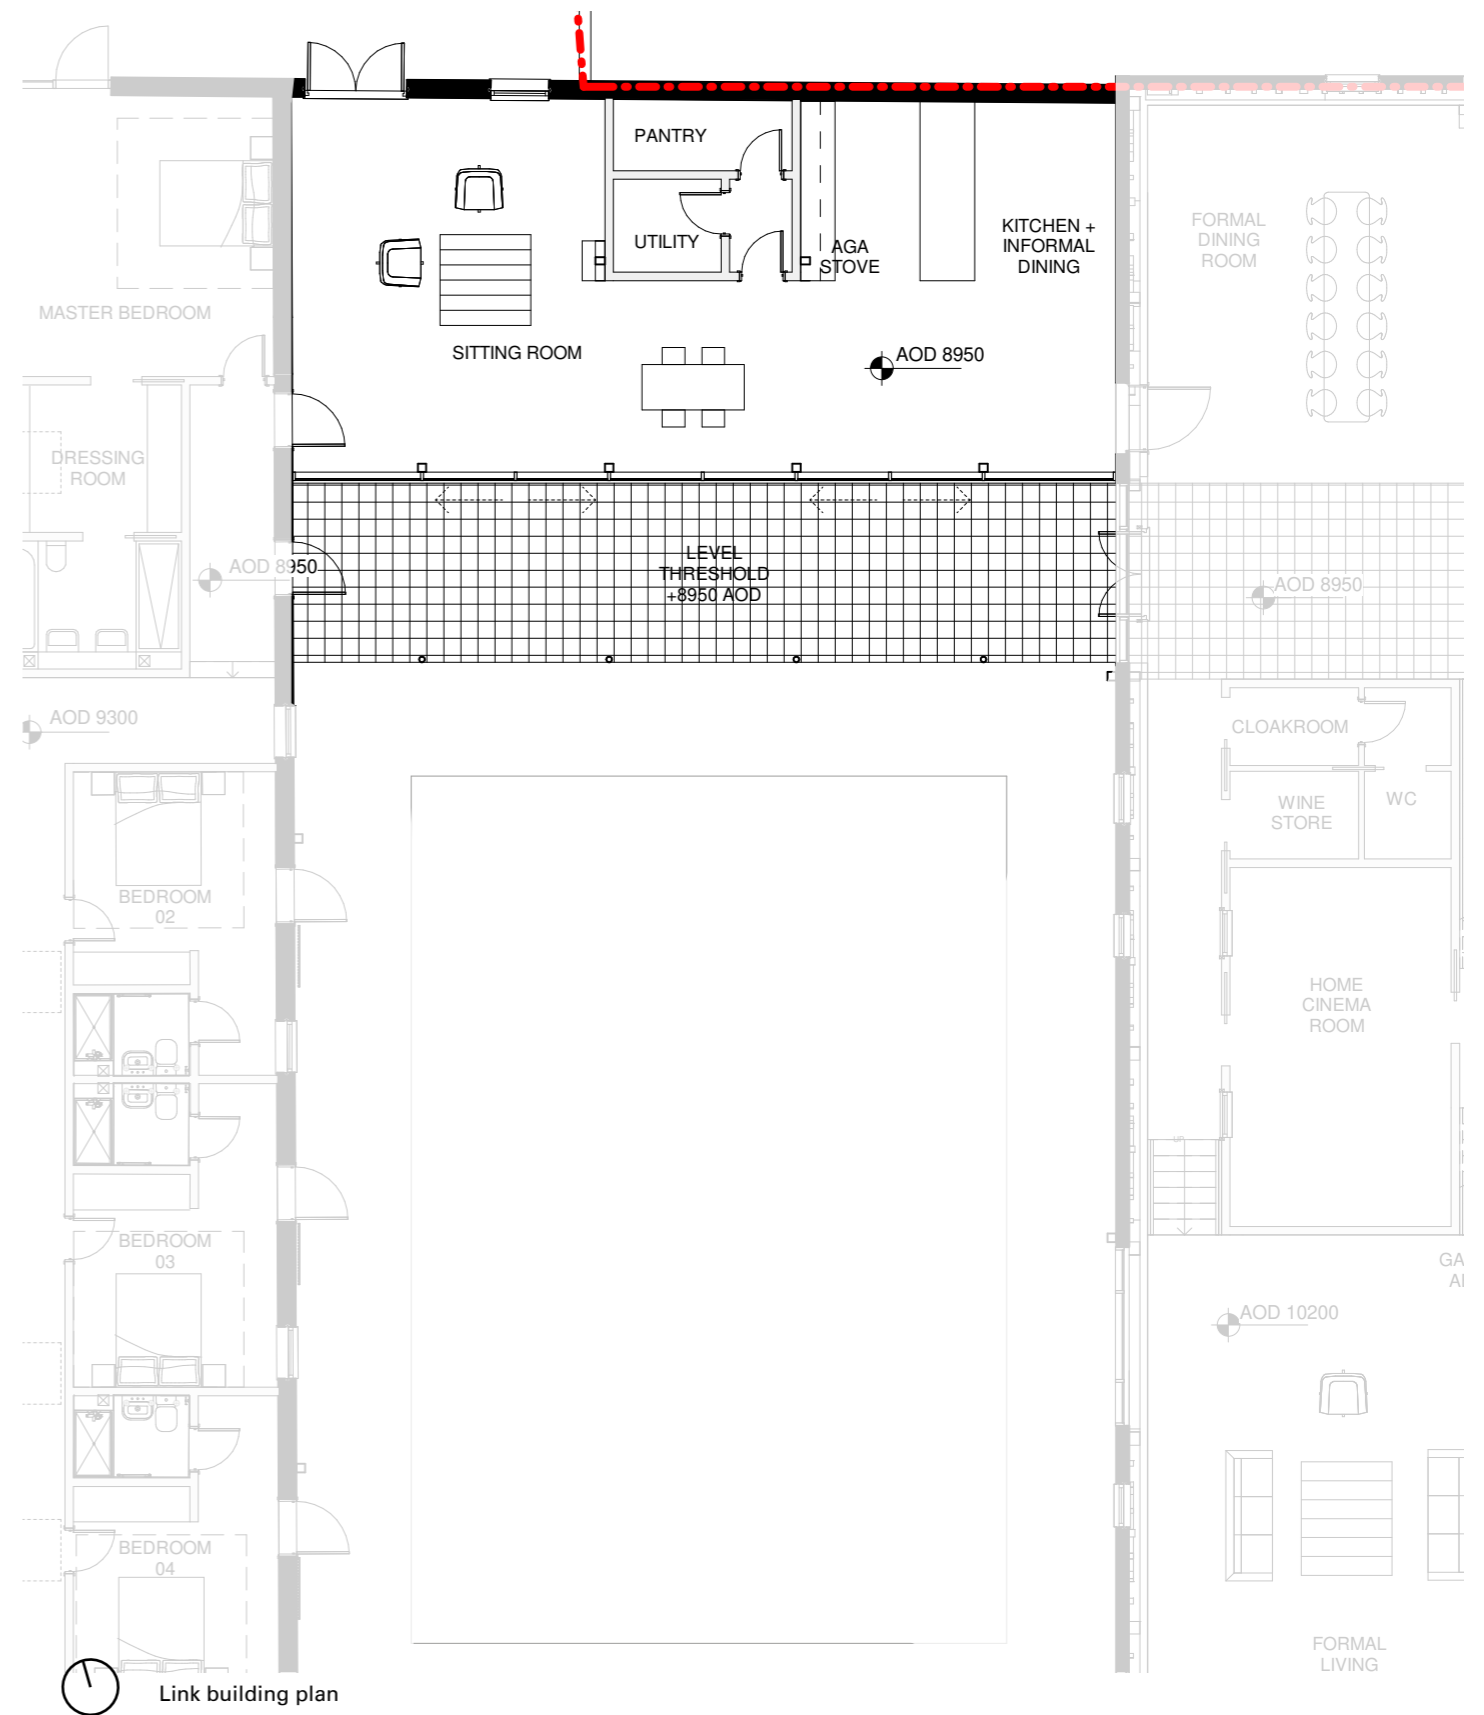 PANTRY
UTILITY
AGA
STOVE
KITCHEN +
INFORMAL
DINING
FORMAL
DINING
ROOM
MASTER BEDROOM
SITTING ROOM
AOD 8950
DRESSING
ROOM
AOD 8950
LEVEL
THRESHOLD
+8950 AOD
AOD 8950
AOD 9300
CLOAKROOM
WINE
STORE
WC
BEDROOM
02
HOME
CINEMA
ROOM
UP
BEDROOM
03
GA
AOD 10200
BEDROOM
04
FORMAL
LIVING
Link building plan